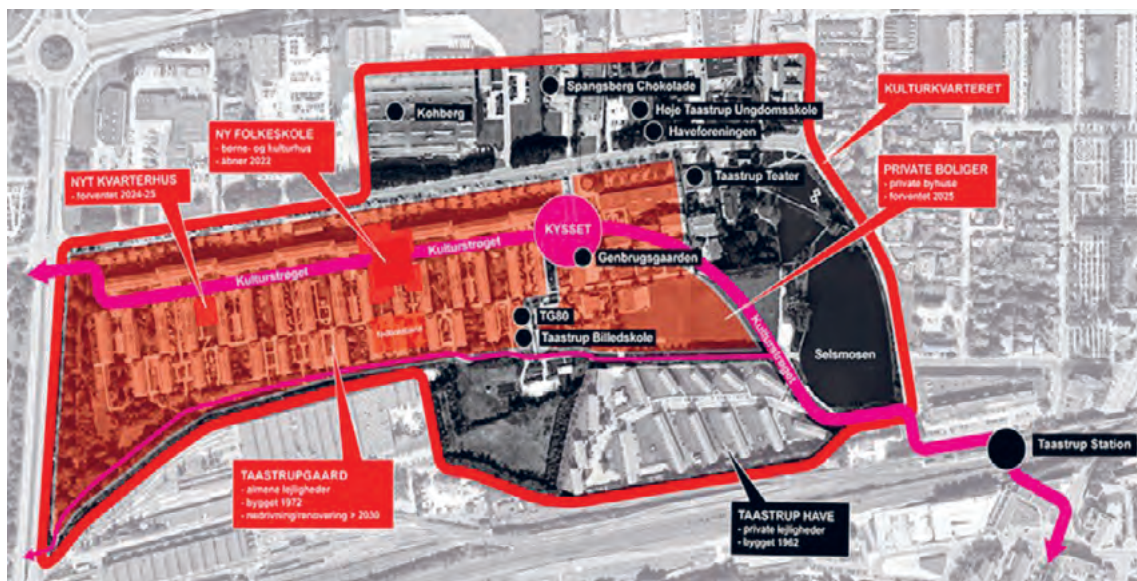 Spangsberg Chokolade
KULTURKVARTERET
Kohberg
Høje Taastrup Ungdomsskole
Haveforeningen
NY FOLKESKOLE
- børne- og kulturhus
- åbner 2022
NYT KVARTERHUS
- forventet 2024-25
Taastrup Teater
PRIVATE BOLIGER
- private byhuse
- forventet 2025
KYSSET
Kulturstrøget
Kulturstrøget
Genbrugsgaarden
TG80
Taastrup Billedskole
Kulturstrøget
Selsmosen
TAASTRUPGAARD
- almene lejligheder
- bygget 1972
- nedrivning/renovering > 2030
Taastrup Station
TAASTRUP HAVE
- private lejligheder
- bygget 1962